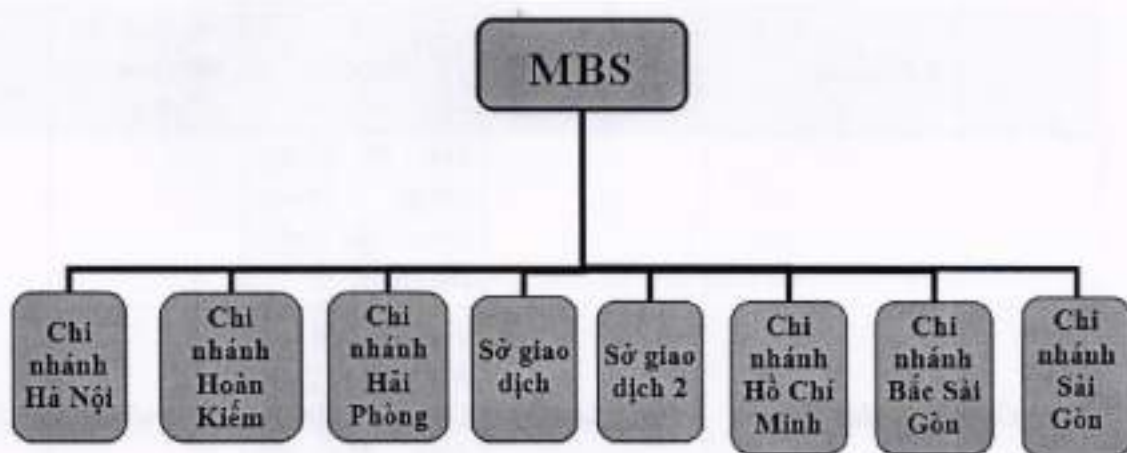 MBS
Chi
nhánh
Hà Nội
Chi
nhánh
Hoàn
Kiếm
Chi
nhánh
Hải
Phòng
Sở giao
dịch
Sở giao
dịch 2
Chi
nhánh
Hồ Chí
Minh
Chi
nhánh
Bắc Sài
Gòn
Chi
nhánh
Sài
Gòn